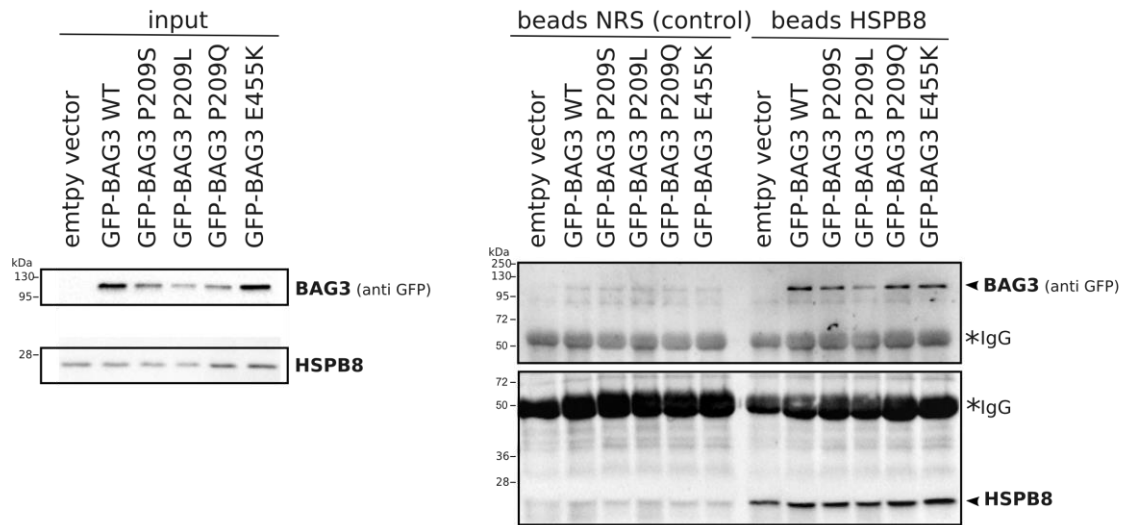 input
emtpy vector
GFP-BAG3 WT
GFP-BAG3 P209S
GFP-BAG3 P209L
GFP-BAG3 P209Q
GFP-BAG3 E455K
kDa
130-
95-
BAG3 (anti GFP)
28-
HSPB8
beads NRS (control)
beads HSPB8
emtpy vector
GFP-BAG3 WT
GFP-BAG3 P209S
GFP-BAG3 P209L
GFP-BAG3 P209Q
GFP-BAG3 E455K
emtpy vector
GFP-BAG3 WT
GFP-BAG3 P209S
GFP-BAG3 P209L
GFP-BAG3 P209Q
GFP-BAG3 E455K
kDa
250-
130-
95-
72-
50-
BAG3 (anti GFP)
*IgG
72-
50-
36-
28-
*IgG
HSPB8